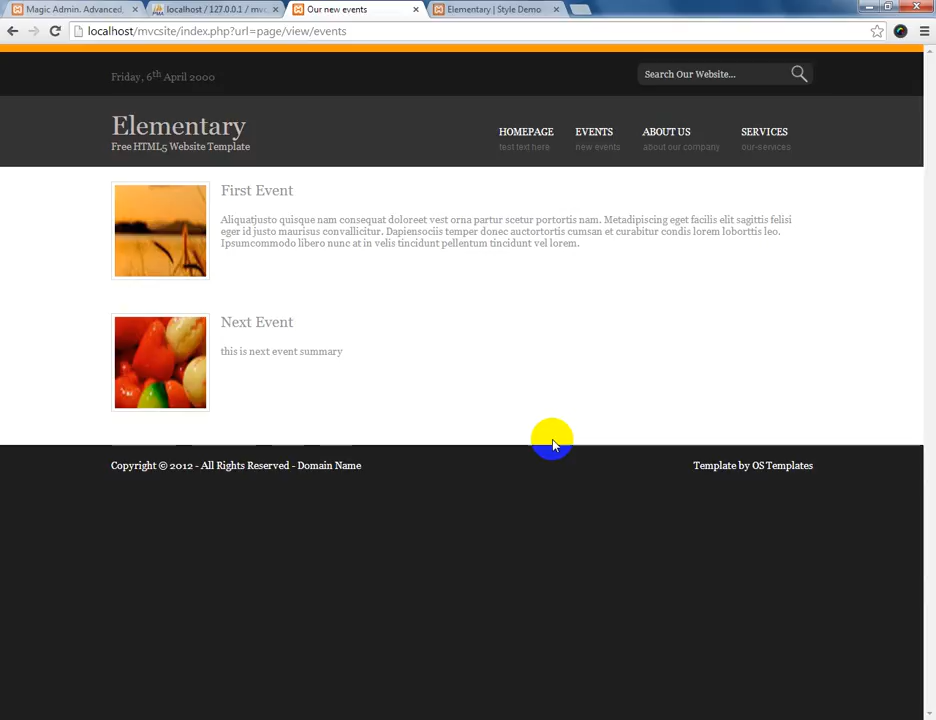 Magic Admin. Advanced,
localhost / 127.0.0.1 / mvc
Our new events
Elementary | Style Demo
localhost/mvcsite/index.php?url=page/view/events
Friday, 6th April 2000
Search Our Website...
Elementary
Free HTML5 Website Template
HOMEPAGE EVENTS ABOUT US SERVICES
test text here new events about our company our-services
First Event
Aliquatjusto quisque nam consequat doloreet vest orna partur scetur portortis nam. Metadipiscing eget facilis elit sagittis felisi
eger id justo maurisus convallicitur. Dapiensociis temper donec auctortortis cumsan et curabitur condis lorem loborttis leo.
Ipsumcommodo libero nunc at in velis tincidunt pellentum tincidunt vel lorem.
Next Event
this is next event summary
Copyright © 2012 - All Rights Reserved - Domain Name
Template by OS Templates